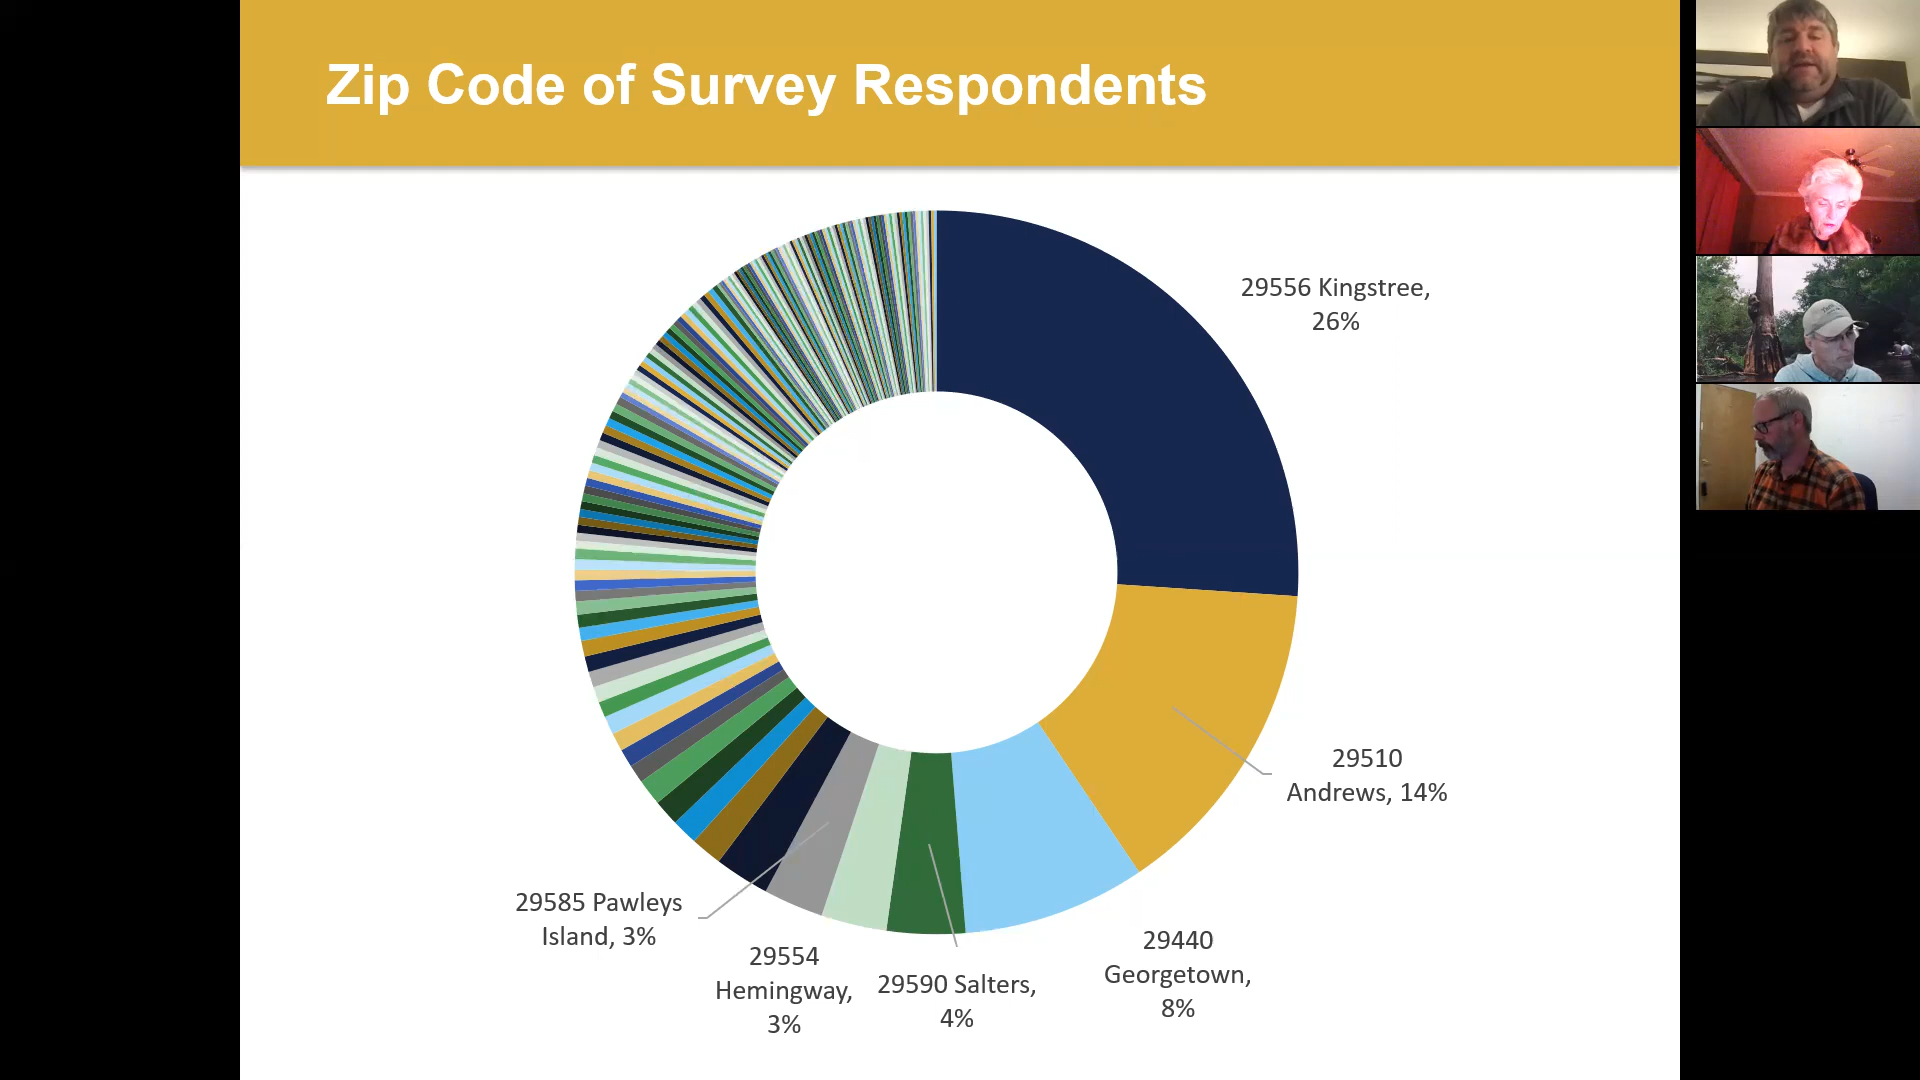 Zip Code of Survey Respondents
29556 Kingstree,
26%
29510
Andrews, 14%
29440
Georgetown,
8%
29590 Salters,
4%
29554
Hemingway,
3%
29585 Pawleys
Island, 3%